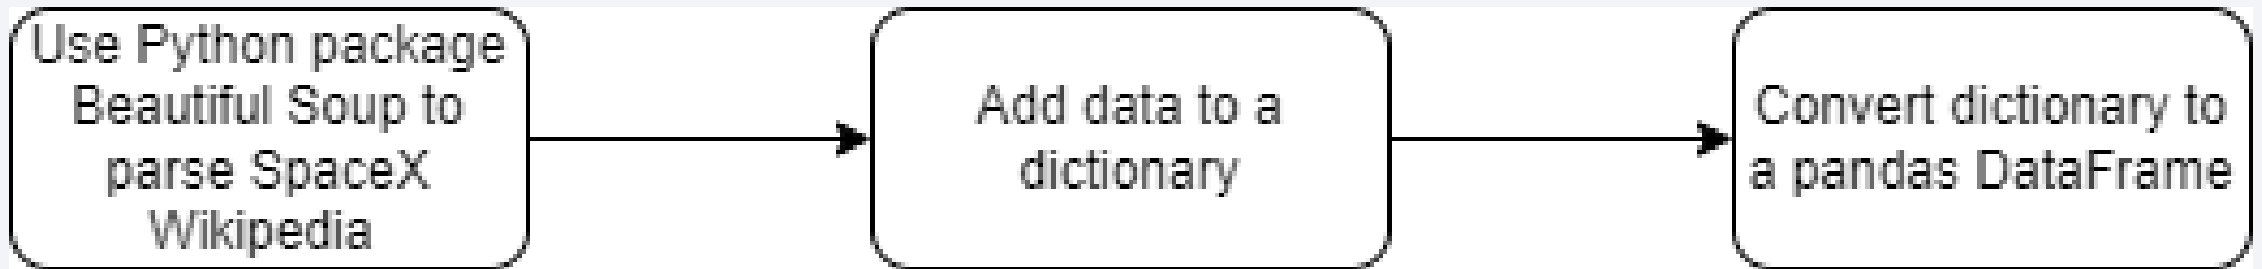 Use Python package
Beautiful Soup to
parse SpaceX
Wikipedia
Add data to a
dictionary
Convert dictionary to
a pandas DataFrame